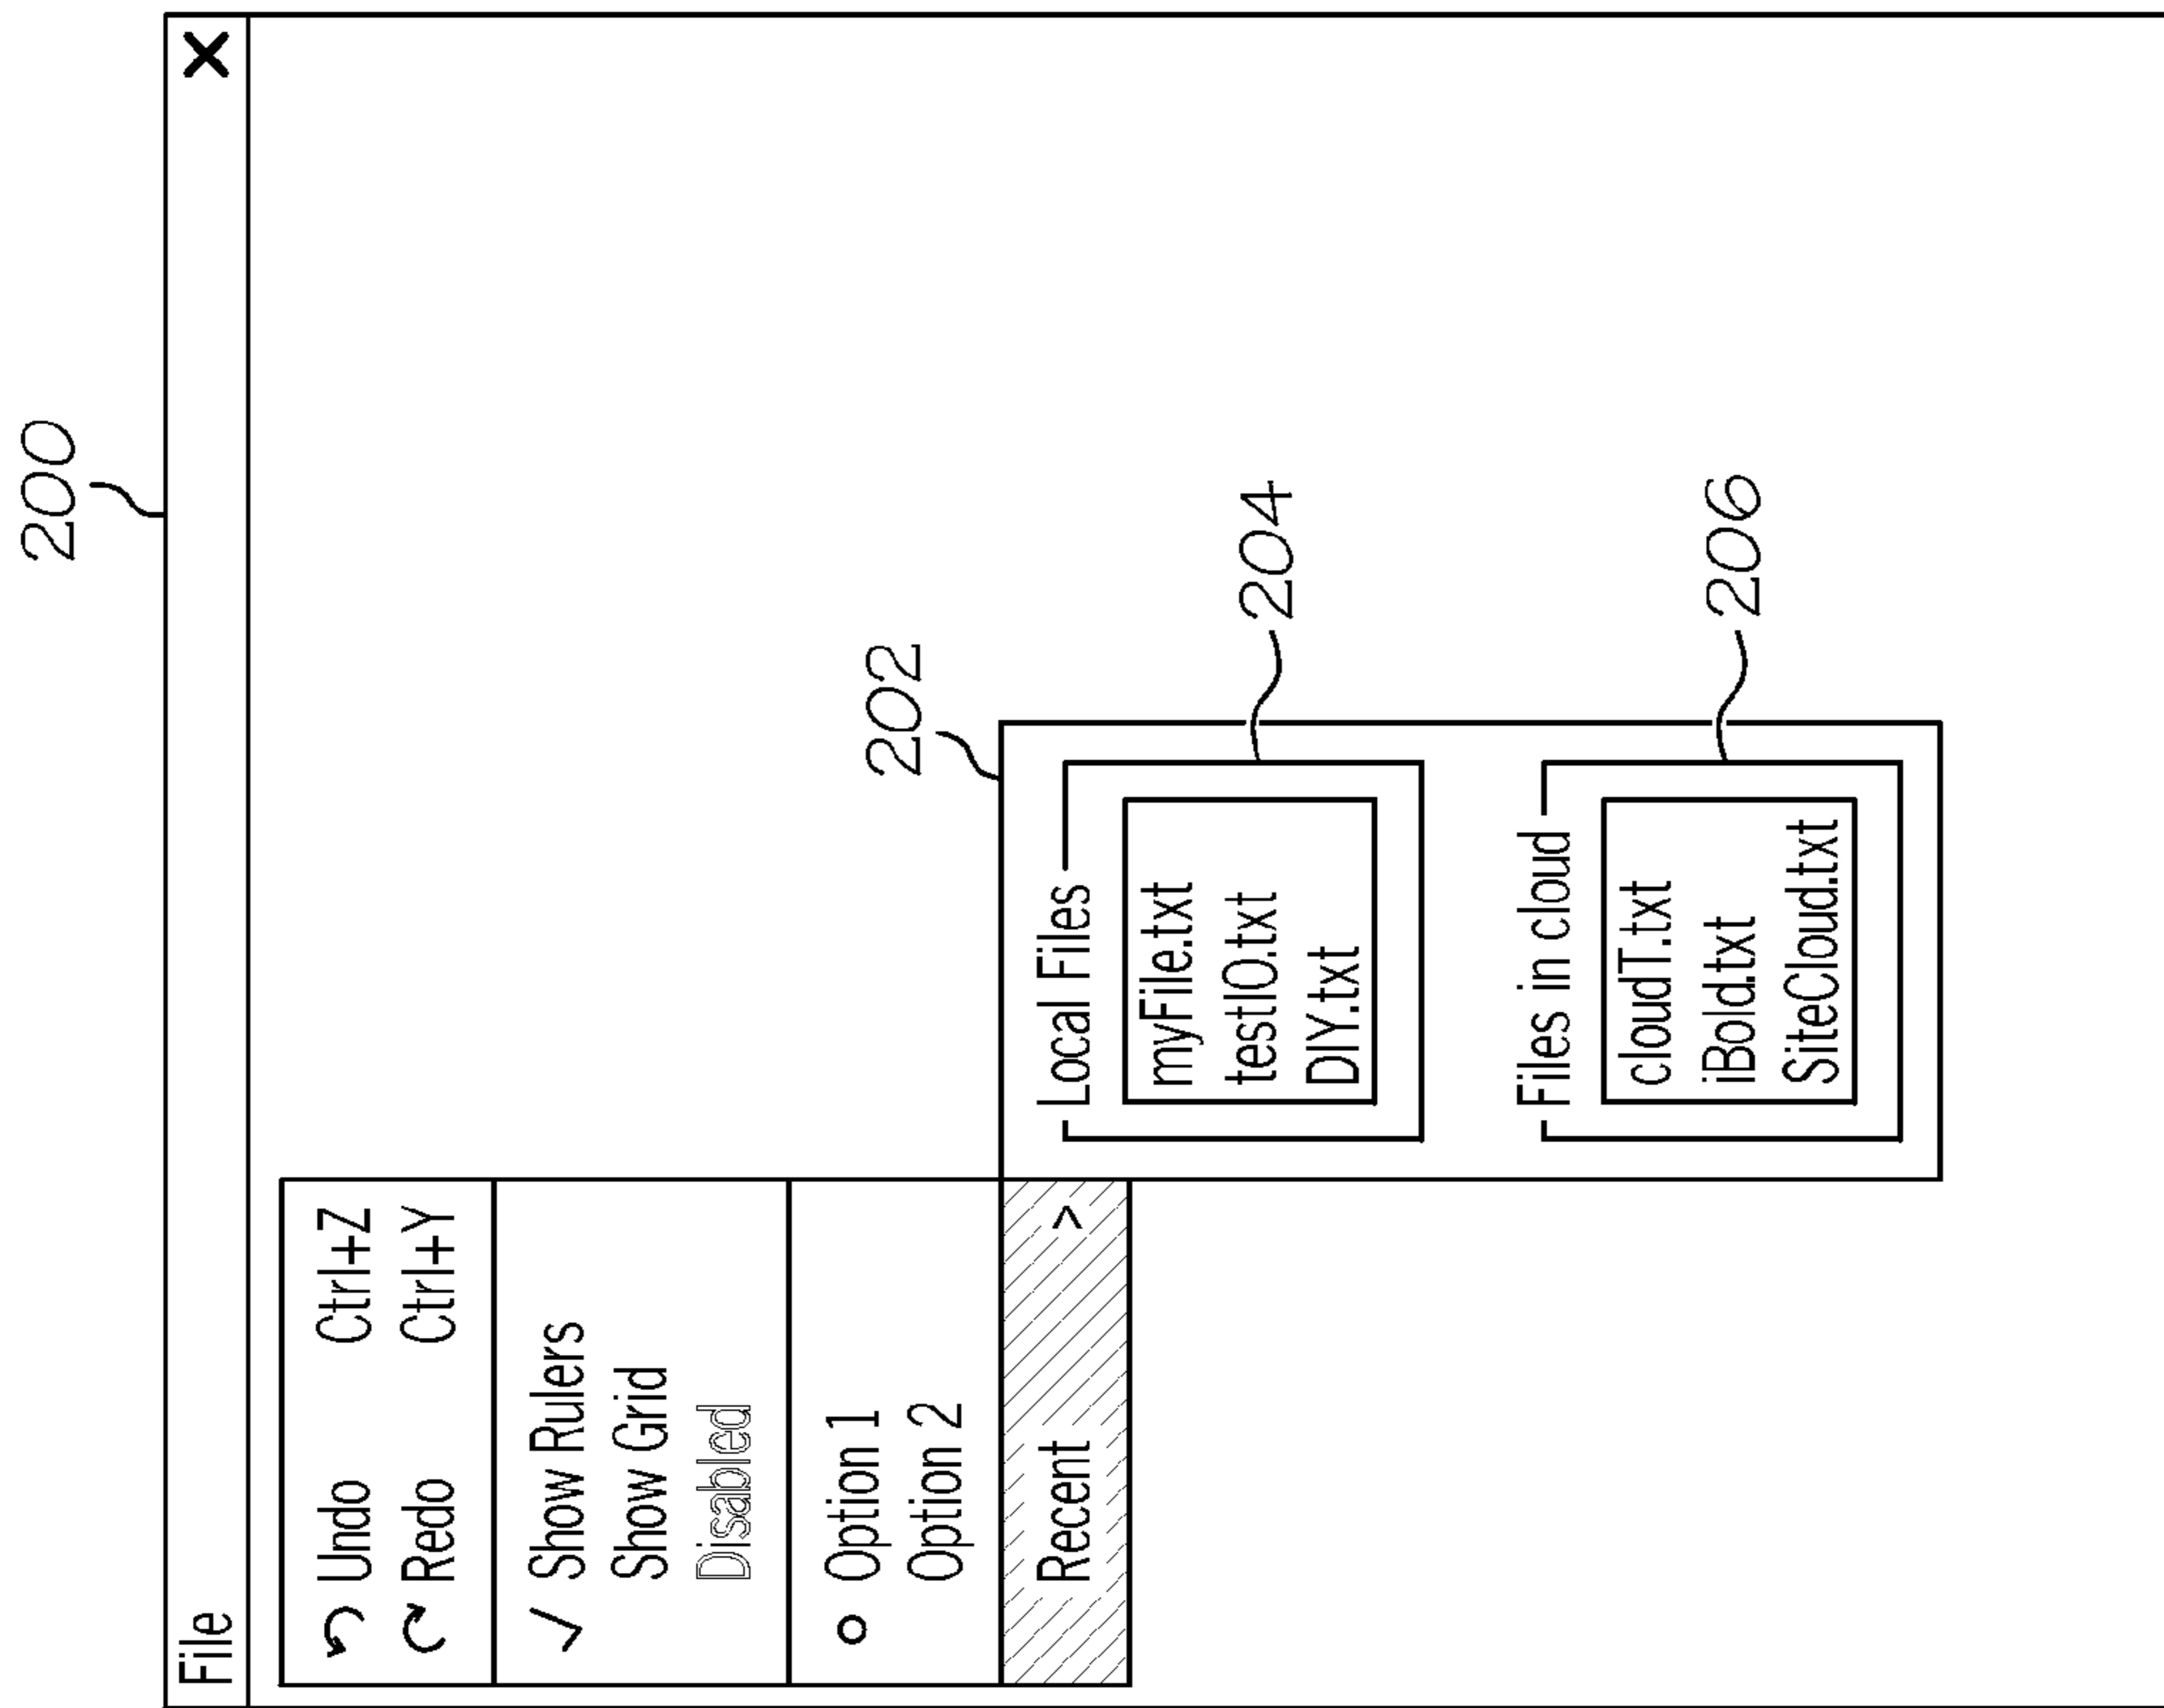 200
File X
Undo Ctrl+Z
Redo Ctrl+Y
Show Rulers
Show Grid
Disabled
Option 1
Option 2
202
Recent >
Local Files
myFile.txt
testIO.txt
DIY.txt
204
Files in cloud
cloudT.txt
iBold.txt
SiteCloud.txt
206